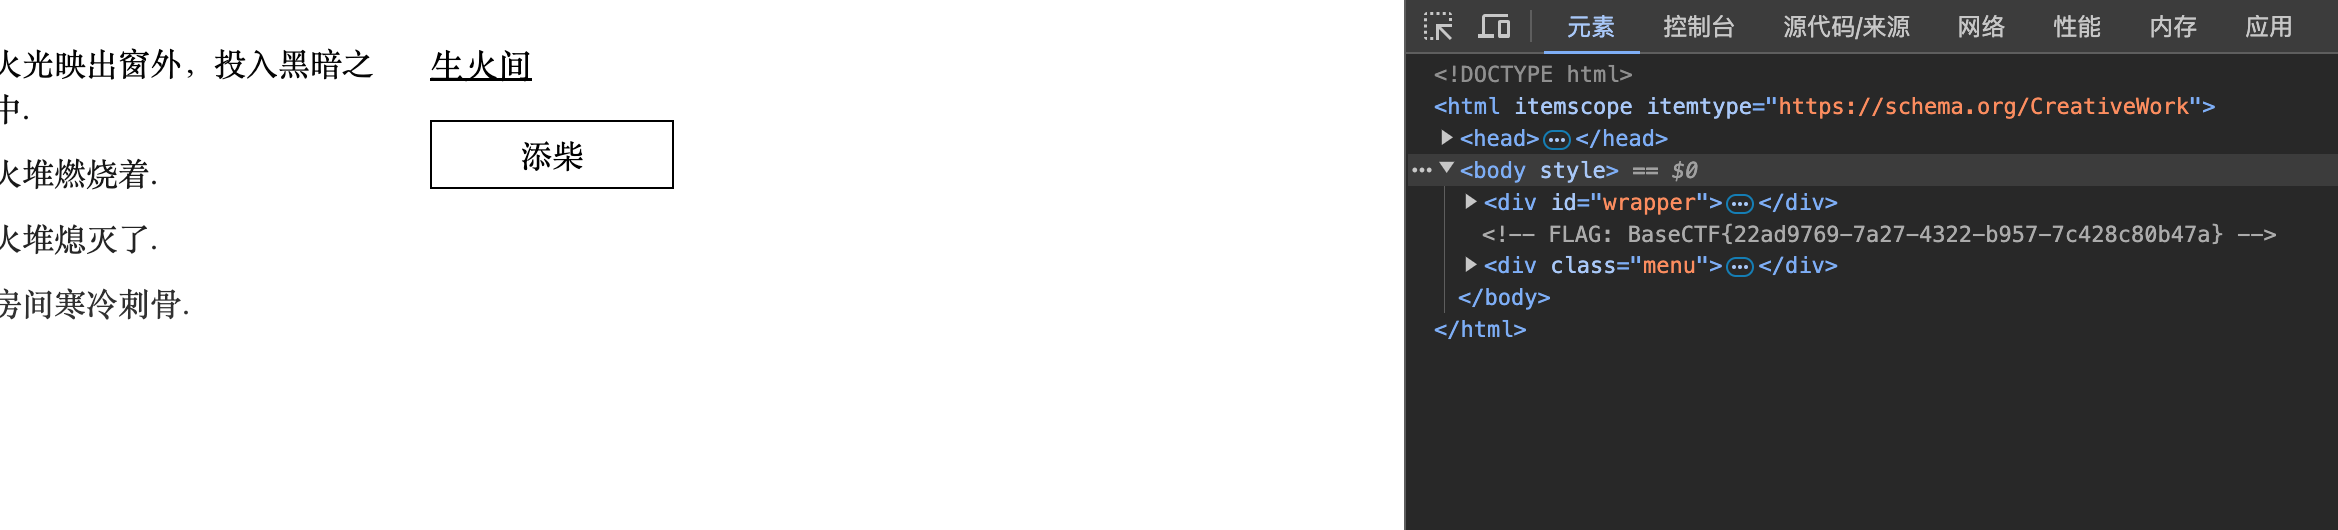 火光映出窗外，投入黑暗之
中.
火堆燃烧着.
火堆熄灭了.
房间寒冷刺骨.
生火间
添柴
元素 控制台 源代码/来源 网络 性能 内存 应用
<!DOCTYPE html>
<html itemscope itemtype="https://schema.org/CreativeWork">
<head>…</head>
<body style> == $0
<div id="wrapper">…</div>
<!-- FLAG: BaseCTF{22ad9769-7a27-4322-b957-7c428c80b47a} -->
<div class="menu">…</div>
</body>
</html>